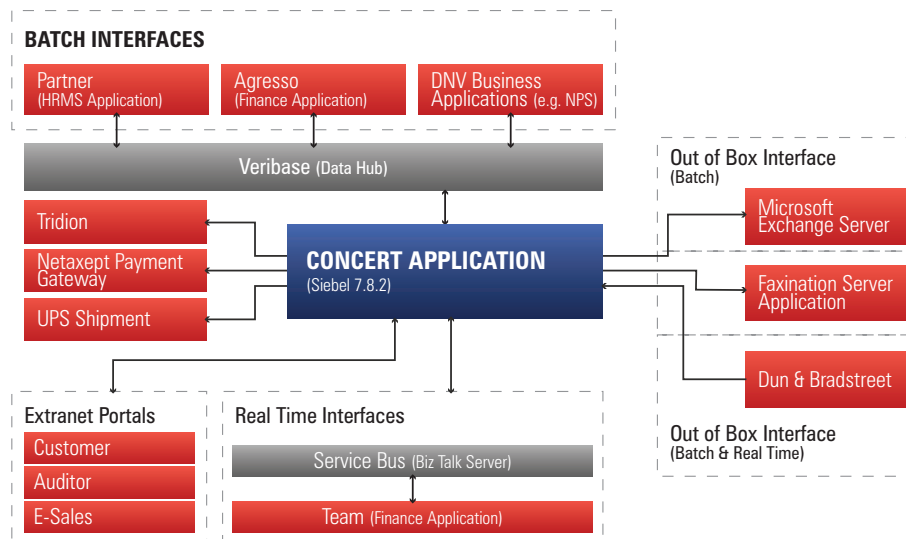 BATCH INTERFACES
Partner
(HRMS Application)
Agresso
(Finance Application)
DNV Business
Applications (e.g. NPS)
Veribase (Data Hub)
Out of Box Interface
(Batch)
Tridion
Netaxept Payment
Gateway
UPS Shipment
CONCERT APPLICATION
(Siebel 7.8.2)
Microsoft
Exchange Server
Faxination Server
Application
Dun & Bradstreet
Out of Box Interface
(Batch & Real Time)
Extranet Portals
Customer
Auditor
E-Sales
Real Time Interfaces
Service Bus (Biz Talk Server)
Team (Finance Application)